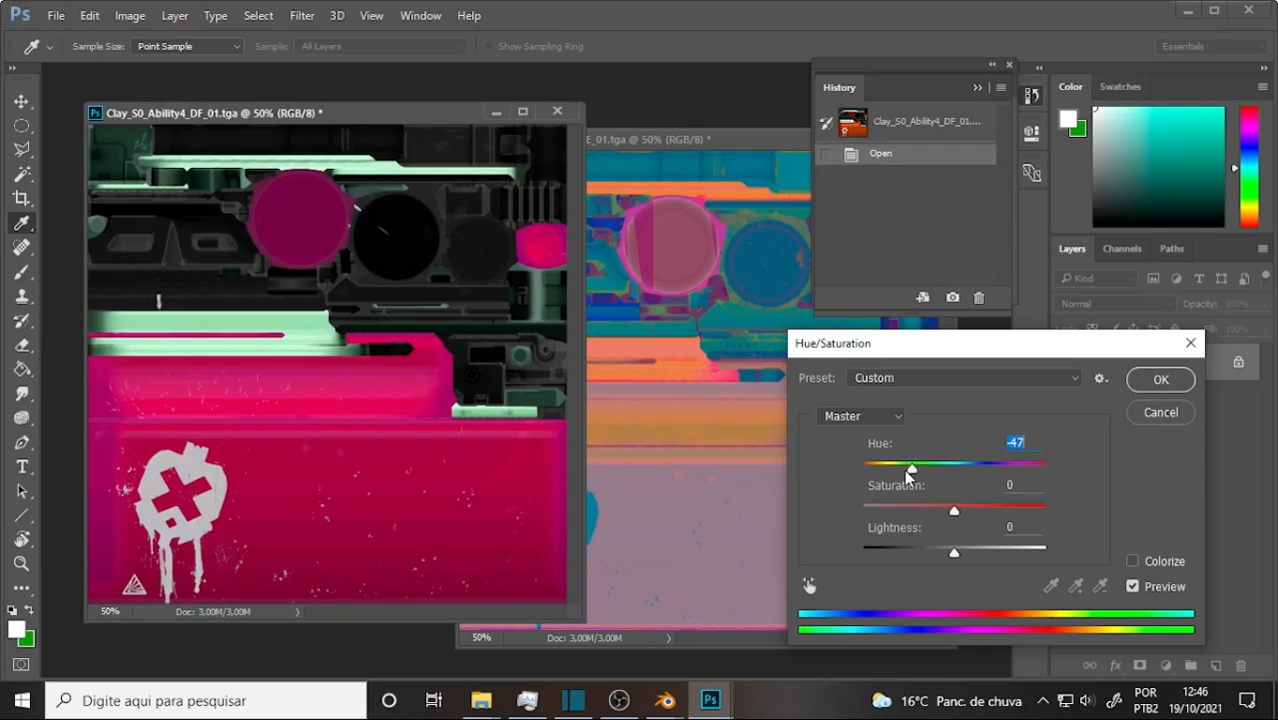 Ps File Edit Image Layer Type Select Filter 3D View Window Help
Sample Size: Point Sample Sample: All Layers Show Sampling Ring Essentials
History
Clay_S0_Ability4_DF_01....
Open
Color Swatches
Ps Clay_S0_Ability4_DF_01.tga @ 50% (RGB/8) *
E_01.tga @ 50% (RGB/8) *
Layers Channels Paths
Kind
Normal Opacity: 100%
Hue/Saturation
Preset: Custom
OK
Master
Cancel
Hue: -47
Saturation: 0
Lightness: 0
Colorize
Preview
50% Doc: 3,00M/3,00M
50% Doc: 3,00M/3,00M
Digite aqui para pesquisar
Ps
16°C Panc. de chuva
POR
PTB2
12:46
19/10/2021